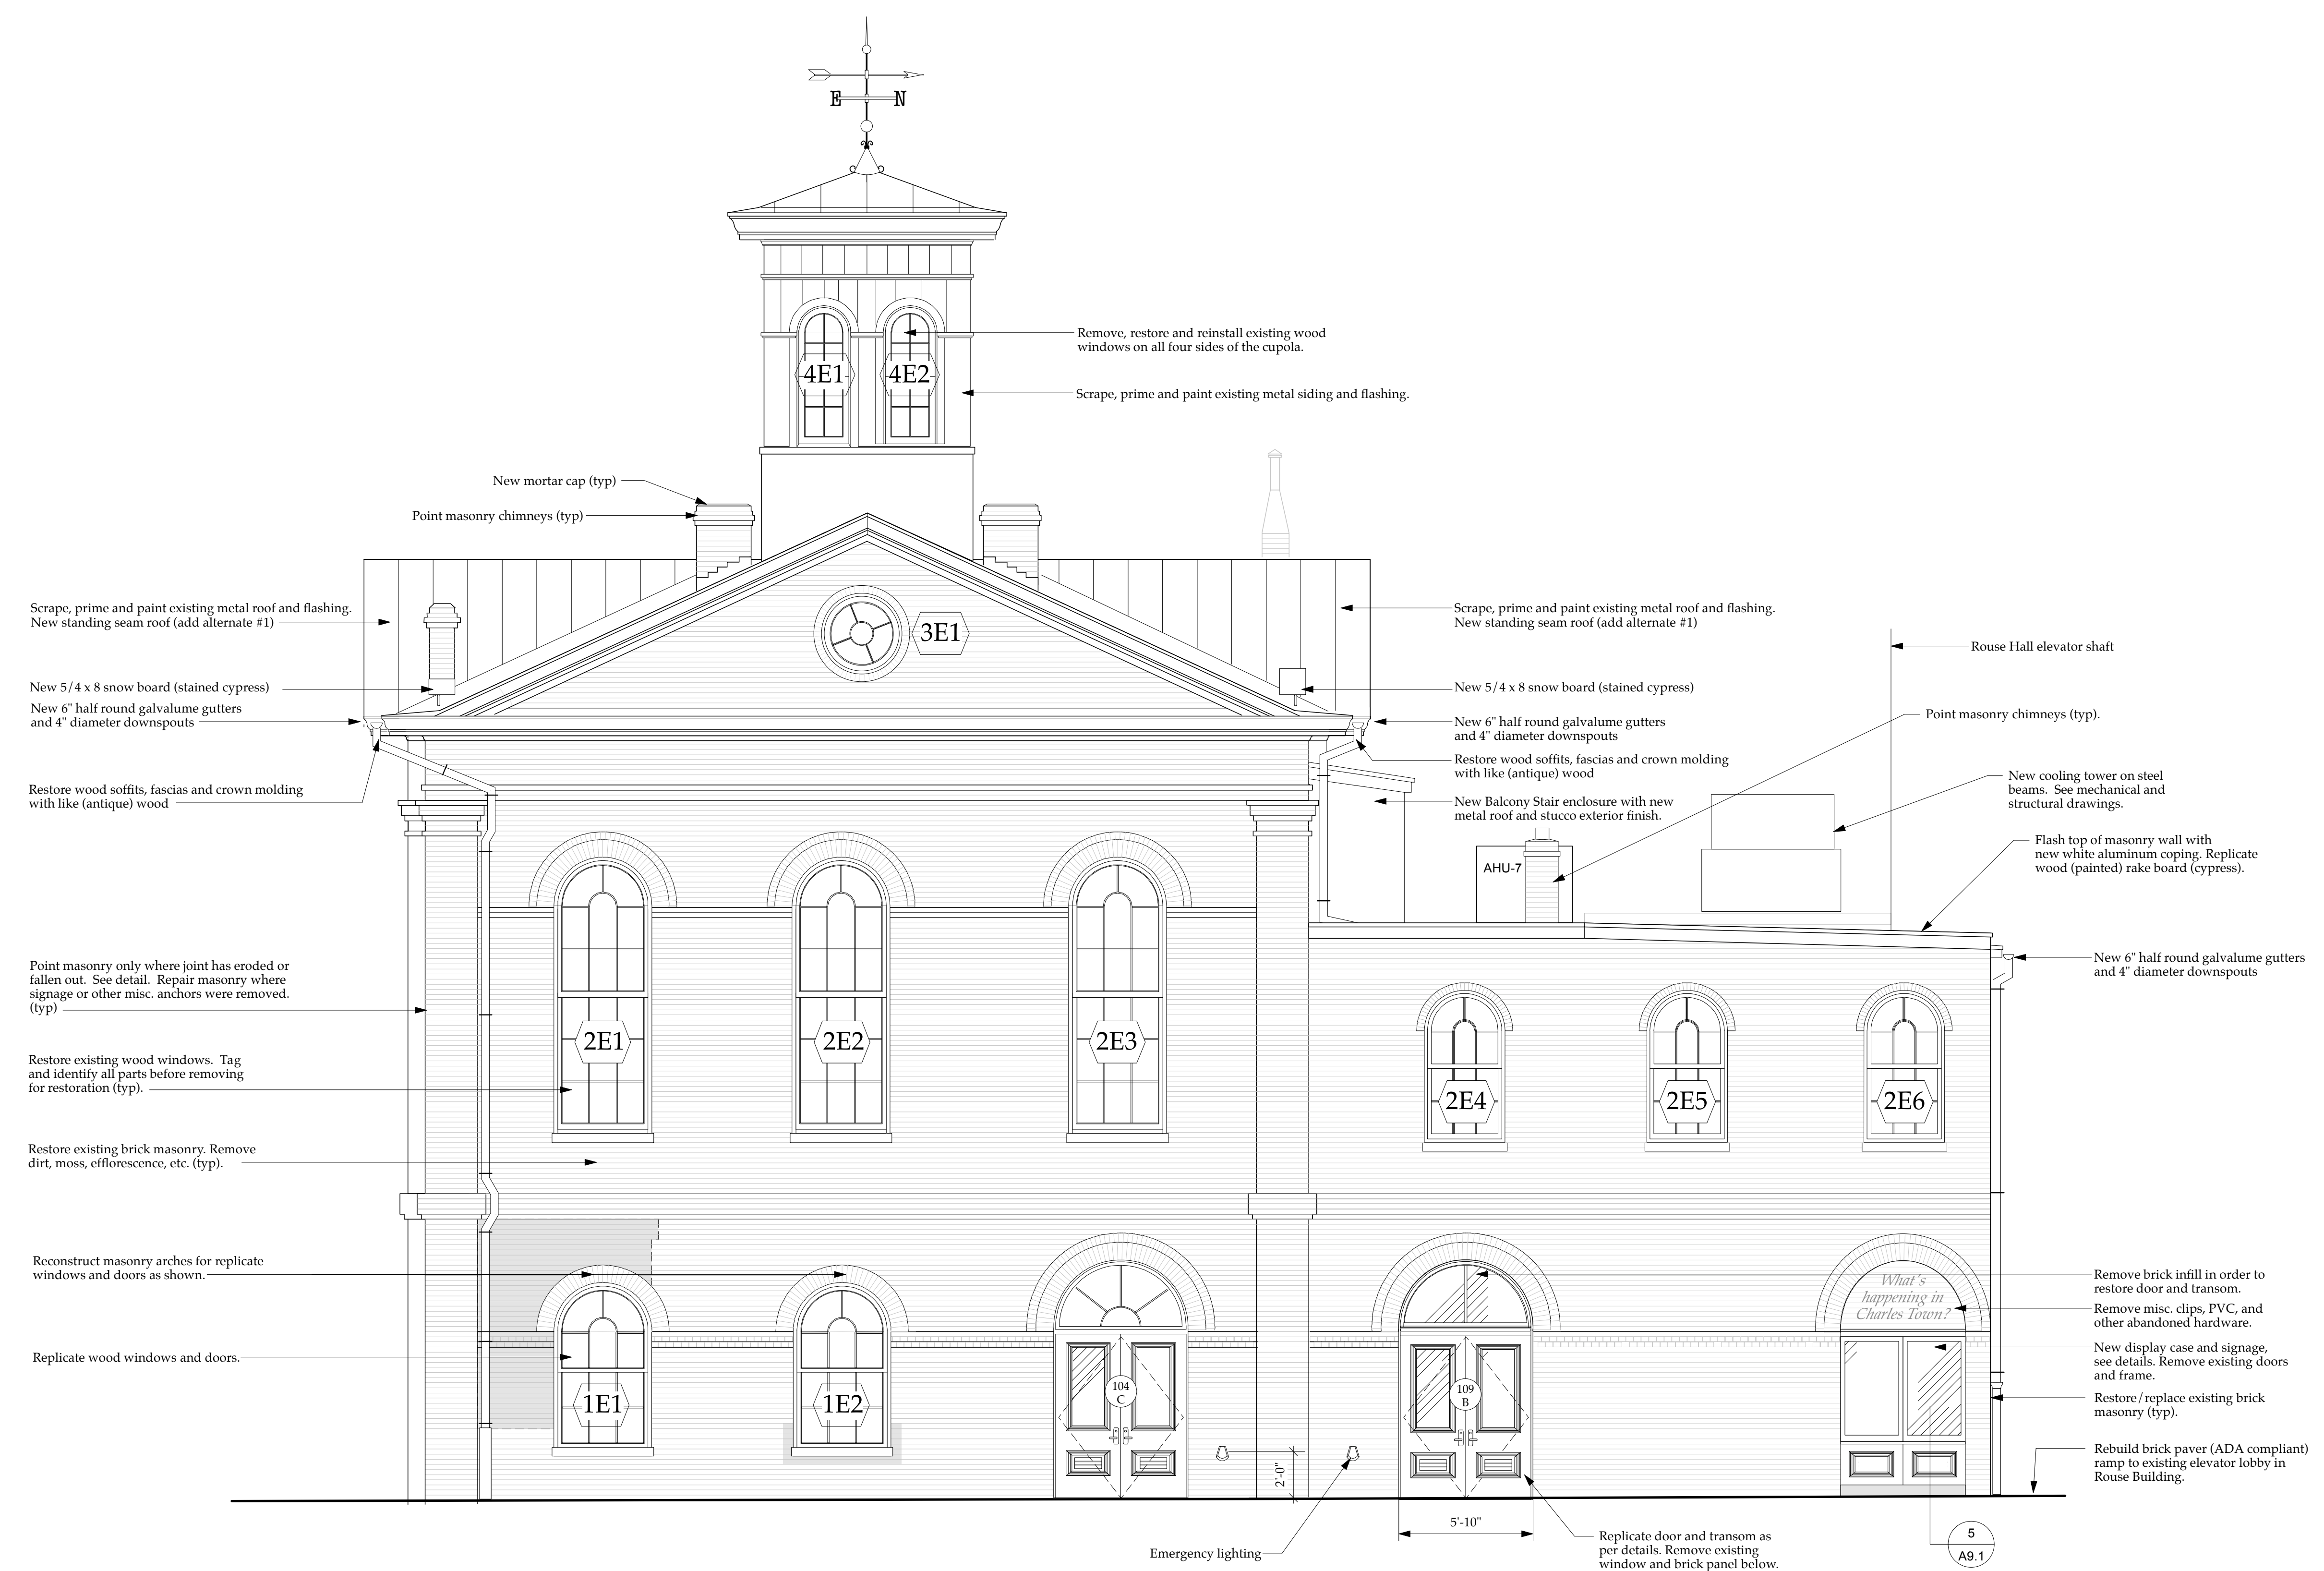 E N
Remove, restore and reinstall existing wood
windows on all four sides of the cupola.
4E1
4E2
Scrape, prime and paint existing metal siding and flashing.
New mortar cap (typ)
Point masonry chimneys (typ)
Scrape, prime and paint existing metal roof and flashing.
New standing seam roof (add alternate #1)
3E1
Scrape, prime and paint existing metal roof and flashing.
New standing seam roof (add alternate #1)
Rouse Hall elevator shaft
New 5/4 x 8 snow board (stained cypress)
New 6" half round galvalume gutters
and 4" diameter downspouts
New 5/4 x 8 snow board (stained cypress)
New 6" half round galvalume gutters
and 4" diameter downspouts
Point masonry chimneys (typ).
Restore wood soffits, fascias and crown molding
with like (antique) wood
Restore wood soffits, fascias and crown molding
with like (antique) wood
New Balcony Stair enclosure with new
metal roof and stucco exterior finish.
New cooling tower on steel
beams. See mechanical and
structural drawings.
AHU-7
Flash top of masonry wall with
new white aluminum coping. Replicate
wood (painted) rake board (cypress).
Point masonry only where joint has eroded or
fallen out. See detail. Repair masonry where
signage or other misc. anchors were removed.
(typ)
New 6" half round galvalume gutters
and 4" diameter downspouts
2E1
2E2
2E3
Restore existing wood windows. Tag
and identify all parts before removing
for restoration (typ).
2E4
2E5
2E6
Restore existing brick masonry. Remove
dirt, moss, efflorescence, etc. (typ).
Reconstruct masonry arches for replicate
windows and doors as shown.
What's
happening in
Charles Town?
Remove brick infill in order to
restore door and transom.
Remove misc. clips, PVC, and
other abandoned hardware.
Replicate wood windows and doors.
New display case and signage,
see details. Remove existing doors
and frame.
1E1
1E2
104
C
109
B
Restore/replace existing brick
masonry (typ).
Rebuild brick paver (ADA compliant)
ramp to existing elevator lobby in
Rouse Building.
2'-0"
5'-10"
Emergency lighting
Replicate door and transom as
per details. Remove existing
window and brick panel below.
5
A9.1